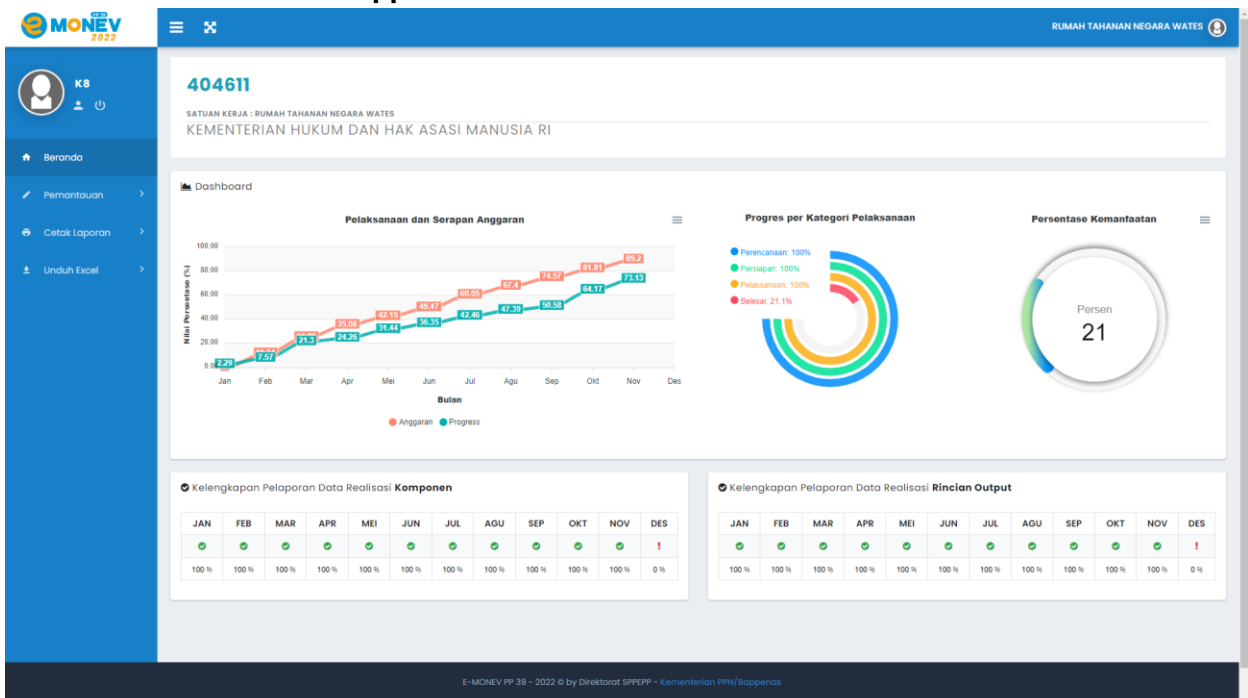 e MONEV
2022
RUMAH TAHANAN NEGARA WATES
K8
Beranda
Pemantauan
Cetak Laporan
Unduh Excel
404611
SATUAN KERJA : RUMAH TAHANAN NEGARA WATES
KEMENTERIAN HUKUM DAN HAK ASASI MANUSIA RI
Dashboard
Pelaksanaan dan Serapan Anggaran
Nilai Persentase (%)
100.00
80.00
60.00
40.00
20.00
0.00
35.08
42.15
49.47
60.05
67.4
74.57
81.81
89.2
2.29
7.57
21.3
24.26
31.44
36.35
42.46
47.39
50.58
64.17
73.13
Jan Feb Mar Apr Mei Jun Jul Agu Sep Okt Nov Des
Bulan
Anggaran Progress
Progres per Kategori Pelaksanaan
Perencanaan: 100%
Persiapan: 100%
Pelaksanaan: 100%
Selesai: 21.1%
Persentase Kemanfaatan
Persen
21
Kelengkapan Pelaporan Data Realisasi Komponen
JAN FEB MAR APR MEI JUN JUL AGU SEP OKT NOV DES
100 % 100 % 100 % 100 % 100 % 100 % 100 % 100 % 100 % 100 % 100 % 0 %
Kelengkapan Pelaporan Data Realisasi Rincian Output
JAN FEB MAR APR MEI JUN JUL AGU SEP OKT NOV DES
100 % 100 % 100 % 100 % 100 % 100 % 100 % 100 % 100 % 100 % 100 % 0 %
E-MONEV PP 39 - 2022 © by Direktorat SPPEPP - Kementerian PPN/Bappenas